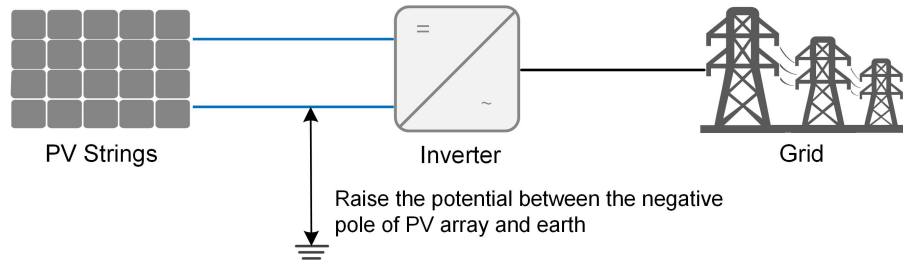 =
~
PV Strings
Inverter
Grid
Raise the potential between the negative
pole of PV array and earth